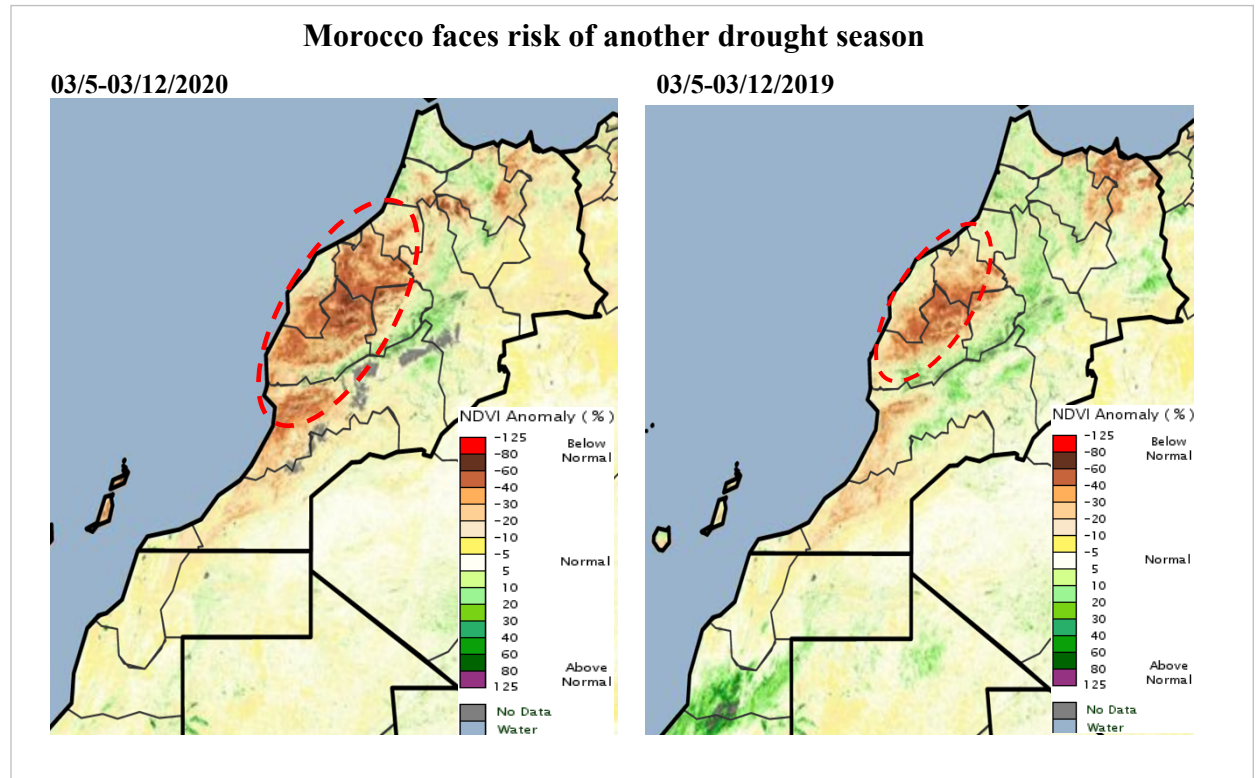 Morocco faces risk of another drought season
03/5-03/12/2020
03/5-03/12/2019
NDVI Anomaly (%)
-125
-80
-60
-40
-30
-20
-10
-5
5
10
20
30
40
60
80
125
Below
Normal
Normal
Above
Normal
No Data
Water
NDVI Anomaly (%)
-125
-80
-60
-40
-30
-20
-10
-5
5
10
20
30
40
60
80
125
Below
Normal
Normal
Above
Normal
No Data
Water